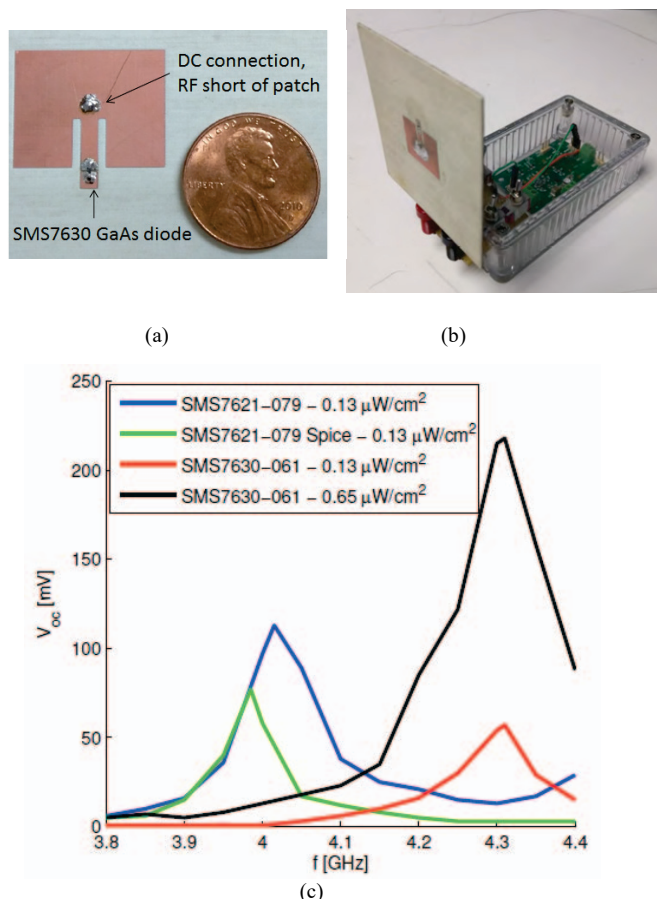 DC connection,
RF short of patch
IN GOD WE TRUST
LIBERTY
2010
SMS7630 GaAs diode
(a)
(b)
250
200
150
100
50
0
V_oc [mV]
SMS7621-079 - 0.13 μW/cm²
SMS7621-079 Spice - 0.13 μW/cm²
SMS7630-061 - 0.13 μW/cm²
SMS7630-061 - 0.65 μW/cm²
3.8
3.9
4
4.1
4.2
4.3
4.4
f [GHz]
(c)